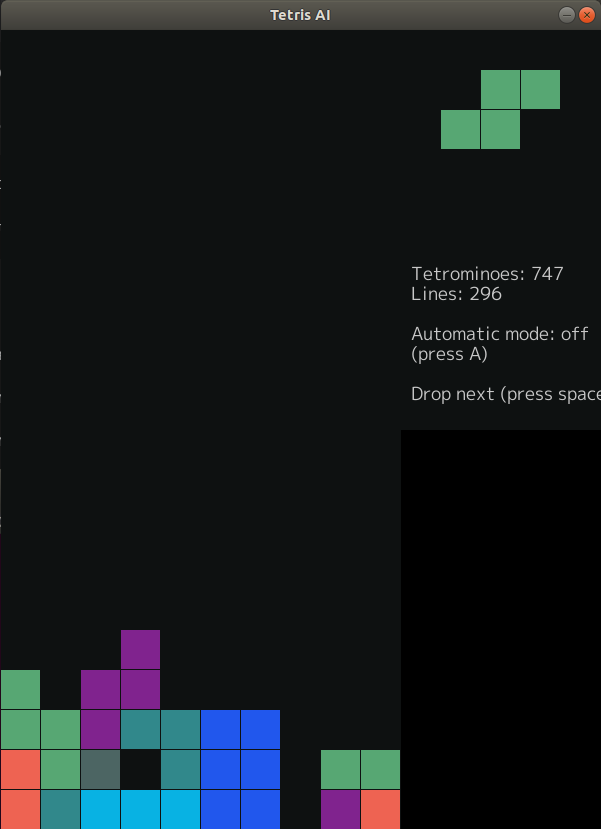 Tetris AI
Tetrominoes: 747
Lines: 296
Automatic mode: off
(press A)
Drop next (press space